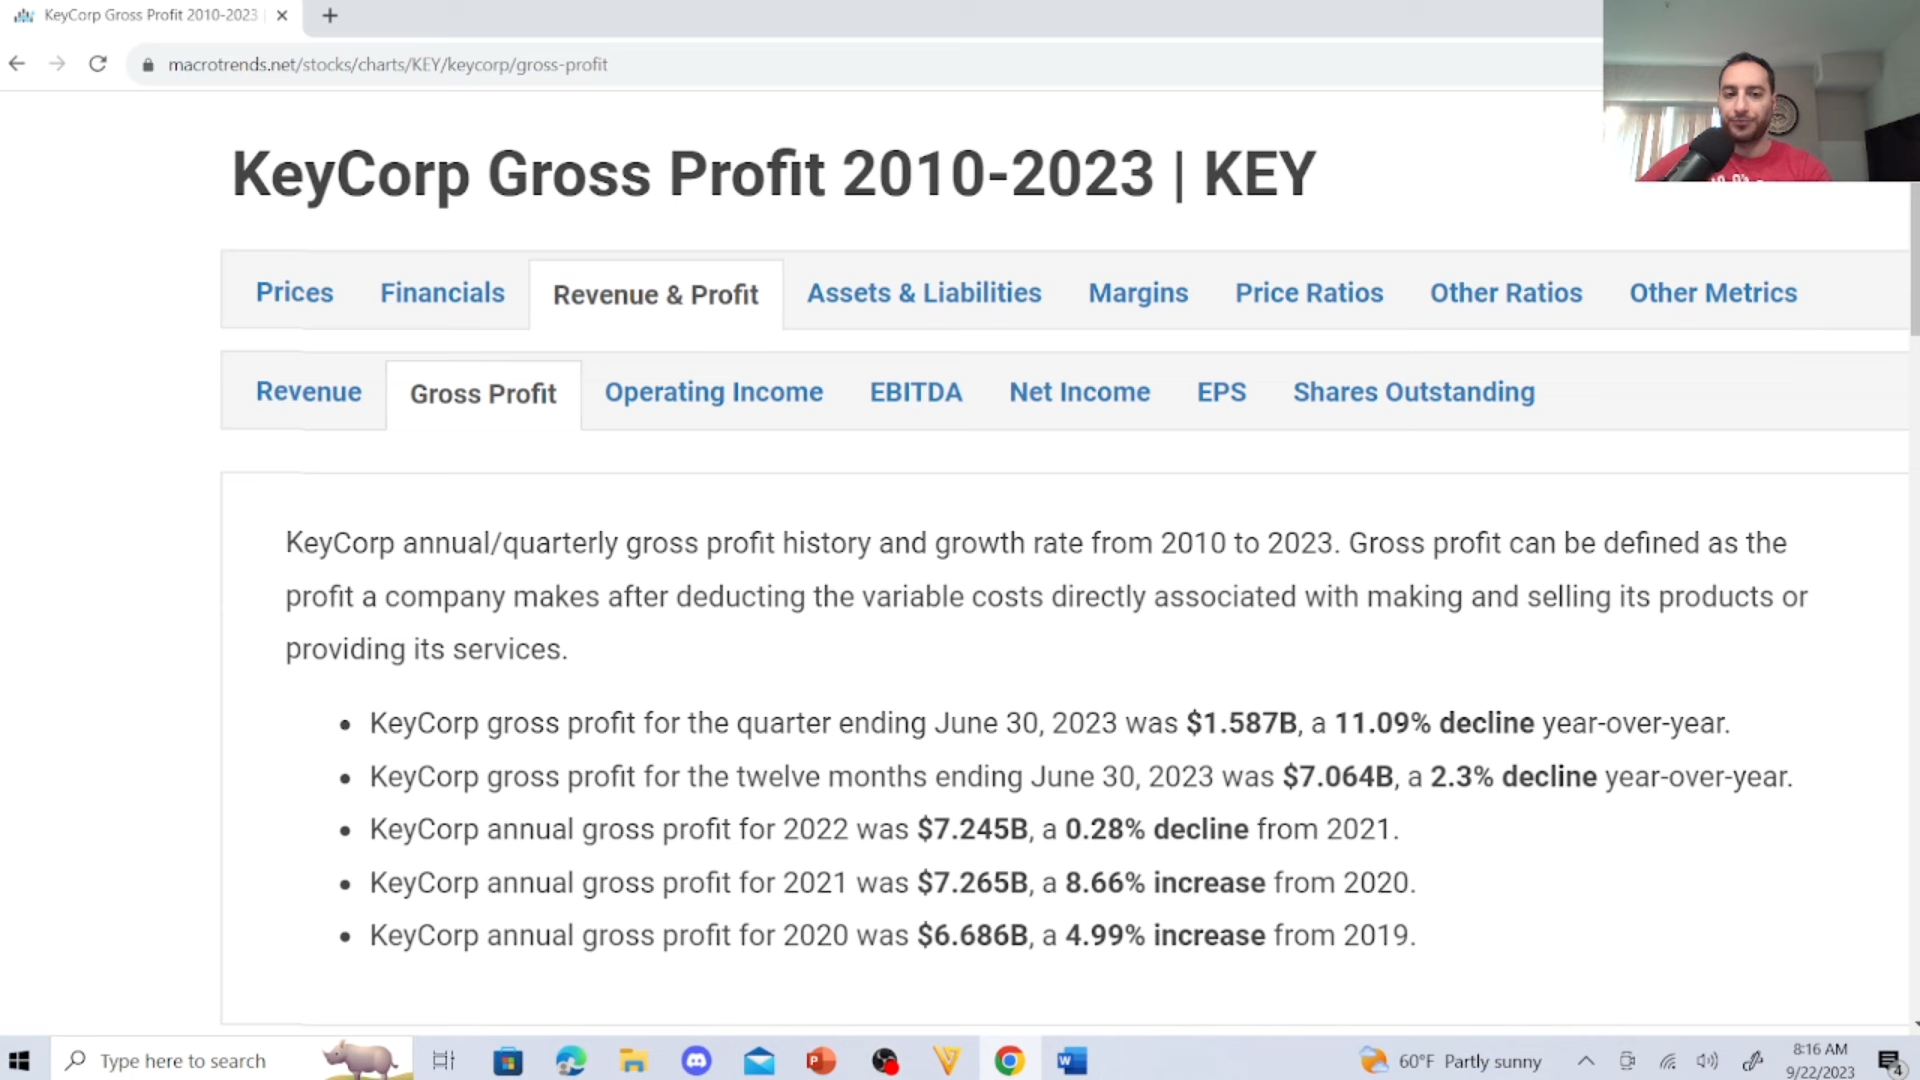 KeyCorp Gross Profit 2010-2023
macrotrends.net/stocks/charts/KEY/keycorp/gross-profit
KeyCorp Gross Profit 2010-2023 | KEY
Prices Financials Revenue & Profit Assets & Liabilities Margins Price Ratios Other Ratios Other Metrics
Revenue Gross Profit Operating Income EBITDA Net Income EPS Shares Outstanding
KeyCorp annual/quarterly gross profit history and growth rate from 2010 to 2023. Gross profit can be defined as the
profit a company makes after deducting the variable costs directly associated with making and selling its products or
providing its services.
• KeyCorp gross profit for the quarter ending June 30, 2023 was $1.587B, a 11.09% decline year-over-year.
• KeyCorp gross profit for the twelve months ending June 30, 2023 was $7.064B, a 2.3% decline year-over-year.
• KeyCorp annual gross profit for 2022 was $7.245B, a 0.28% decline from 2021.
• KeyCorp annual gross profit for 2021 was $7.265B, a 8.66% increase from 2020.
• KeyCorp annual gross profit for 2020 was $6.686B, a 4.99% increase from 2019.
Type here to search
60°F Partly sunny
8:16 AM
9/22/2023
4